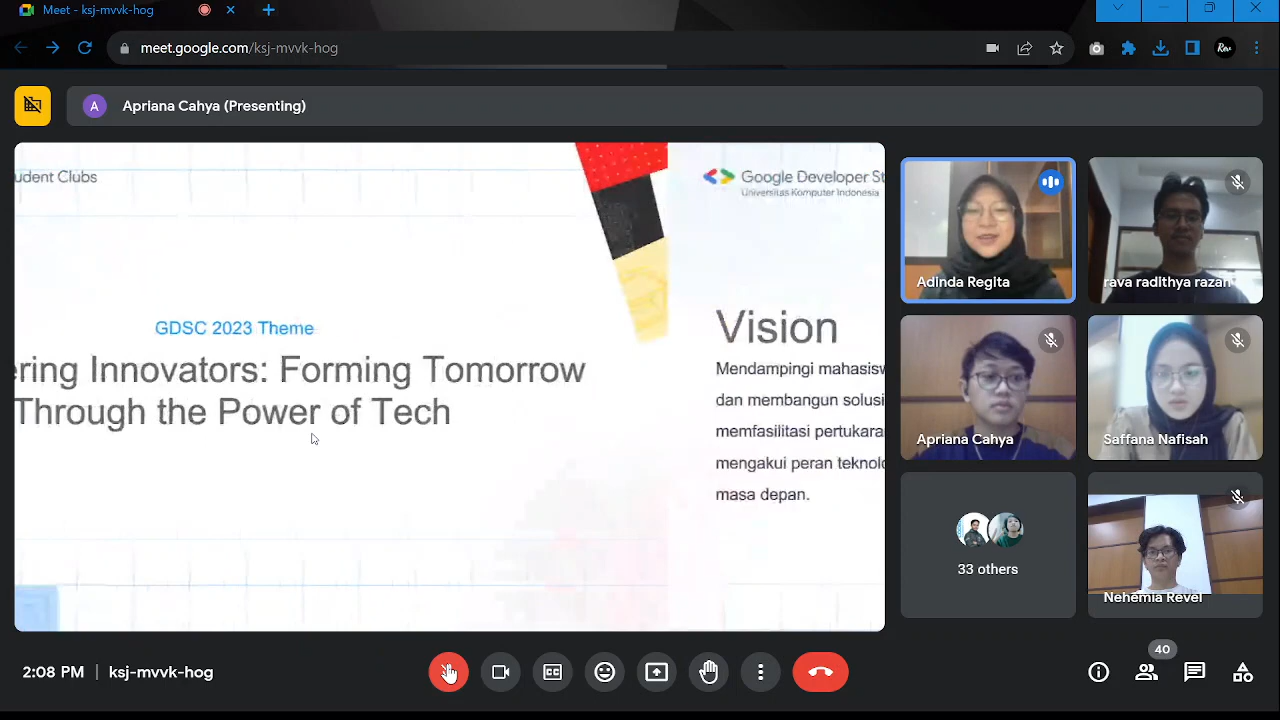 Meet - ksj-mvvk-hog
meet.google.com/ksj-mvvk-hog
Rav
A
Apriana Cahya (Presenting)
udent Clubs
GDSC 2023 Theme
ering Innovators: Forming Tomorrow
Through the Power of Tech
Google Developer St
Universitas Komputer Indonesia
Vision
Mendampingi mahasisw
dan membangun solusi
memfasilitasi pertukara
mengakui peran teknolo
masa depan.
Adinda Regita
rava radithya razan
Apriana Cahya
Saffana Nafisah
33 others
Nehemia Revel
2:08 PM | ksj-mvvk-hog
CC
40